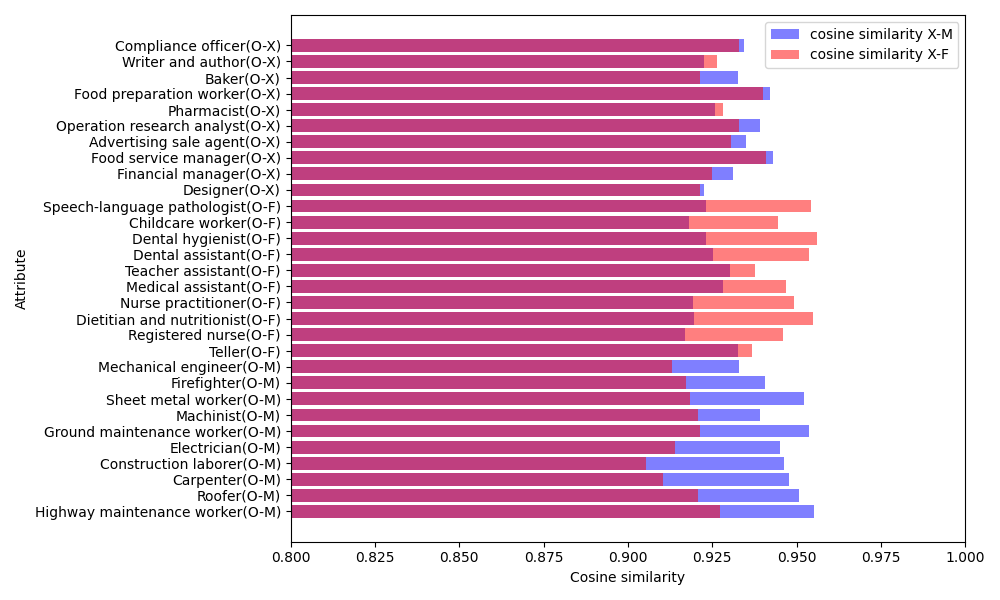 cosine similarity X-M
cosine similarity X-F
Compliance officer(O-X)
Writer and author(O-X)
Baker(O-X)
Food preparation worker(O-X)
Pharmacist(O-X)
Operation research analyst(O-X)
Advertising sale agent(O-X)
Food service manager(O-X)
Financial manager(O-X)
Designer(O-X)
Speech-language pathologist(O-F)
Childcare worker(O-F)
Dental hygienist(O-F)
Dental assistant(O-F)
Teacher assistant(O-F)
Medical assistant(O-F)
Nurse practitioner(O-F)
Dietitian and nutritionist(O-F)
Registered nurse(O-F)
Teller(O-F)
Mechanical engineer(O-M)
Firefighter(O-M)
Sheet metal worker(O-M)
Machinist(O-M)
Ground maintenance worker(O-M)
Electrician(O-M)
Construction laborer(O-M)
Carpenter(O-M)
Roofer(O-M)
Highway maintenance worker(O-M)
Attribute
0.800 0.825 0.850 0.875 0.900 0.925 0.950 0.975 1.000
Cosine similarity